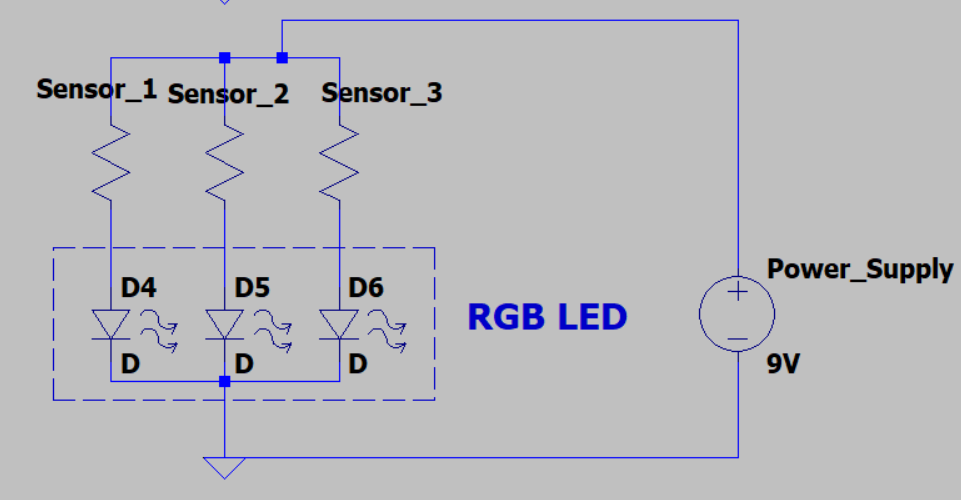 Sensor_1 Sensor_2 Sensor_3
D4 D5 D6
RGB LED
D D D
Power_Supply
+
−
9V